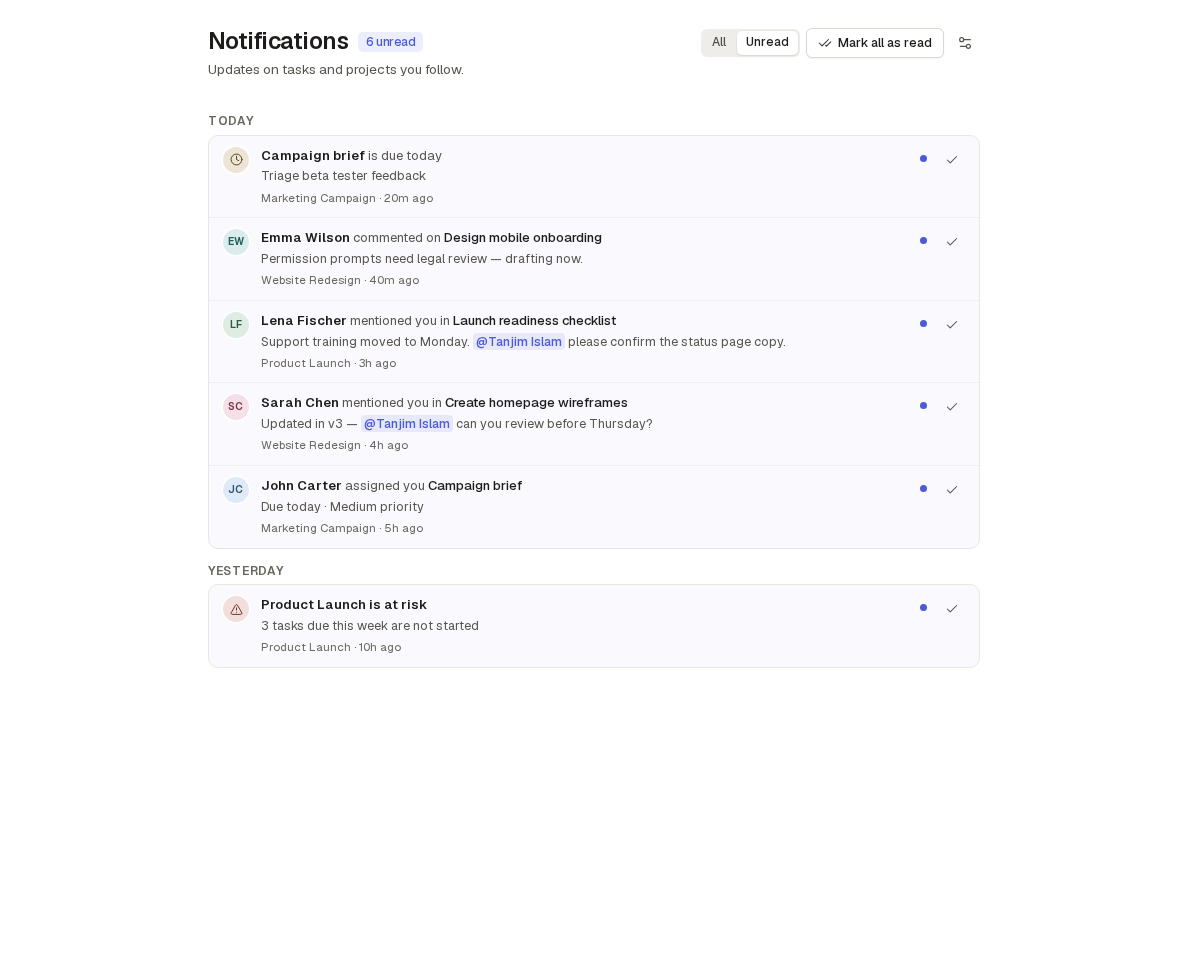 Notifications 6 unread
All Unread Mark all as read
Updates on tasks and projects you follow.
TODAY
Campaign brief is due today
Triage beta tester feedback
Marketing Campaign · 20m ago
EW Emma Wilson commented on Design mobile onboarding
Permission prompts need legal review — drafting now.
Website Redesign · 40m ago
LF Lena Fischer mentioned you in Launch readiness checklist
Support training moved to Monday. @Tanjim Islam please confirm the status page copy.
Product Launch · 3h ago
SC Sarah Chen mentioned you in Create homepage wireframes
Updated in v3 — @Tanjim Islam can you review before Thursday?
Website Redesign · 4h ago
JC John Carter assigned you Campaign brief
Due today · Medium priority
Marketing Campaign · 5h ago
YESTERDAY
Product Launch is at risk
3 tasks due this week are not started
Product Launch · 10h ago